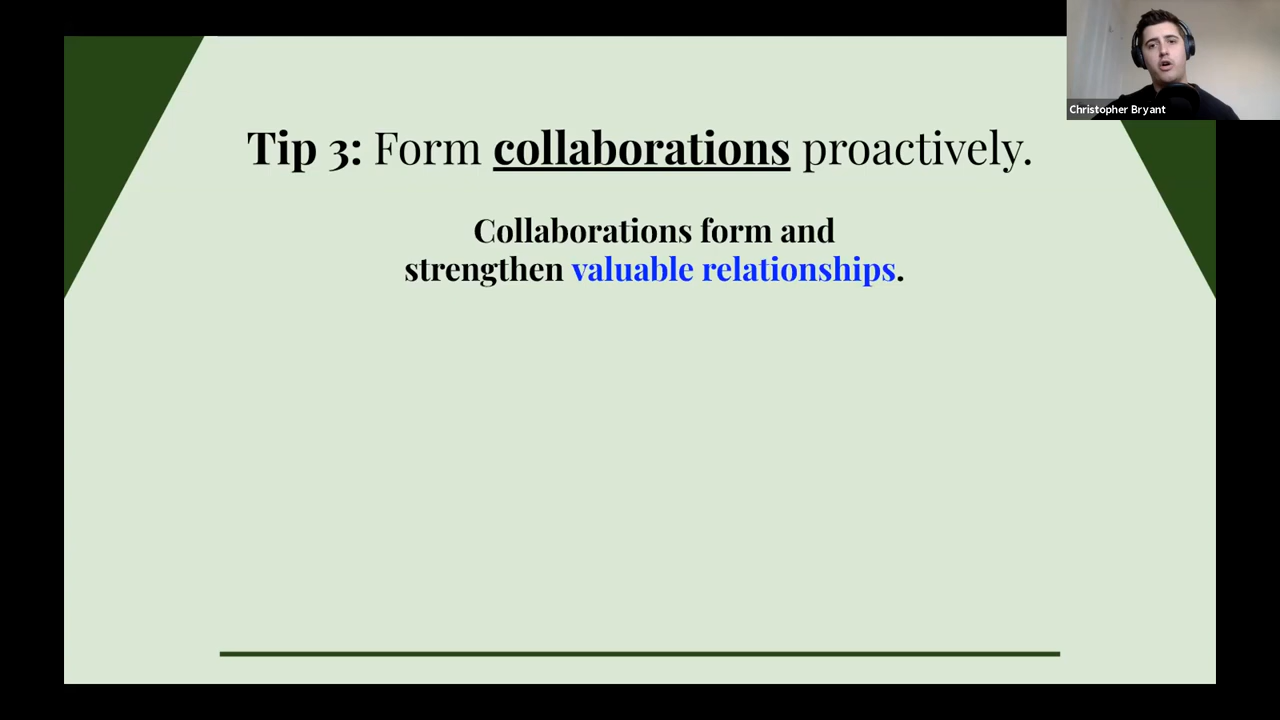 Christopher Bryant
Tip 3: Form collaborations proactively.
Collaborations form and
strengthen valuable relationships.